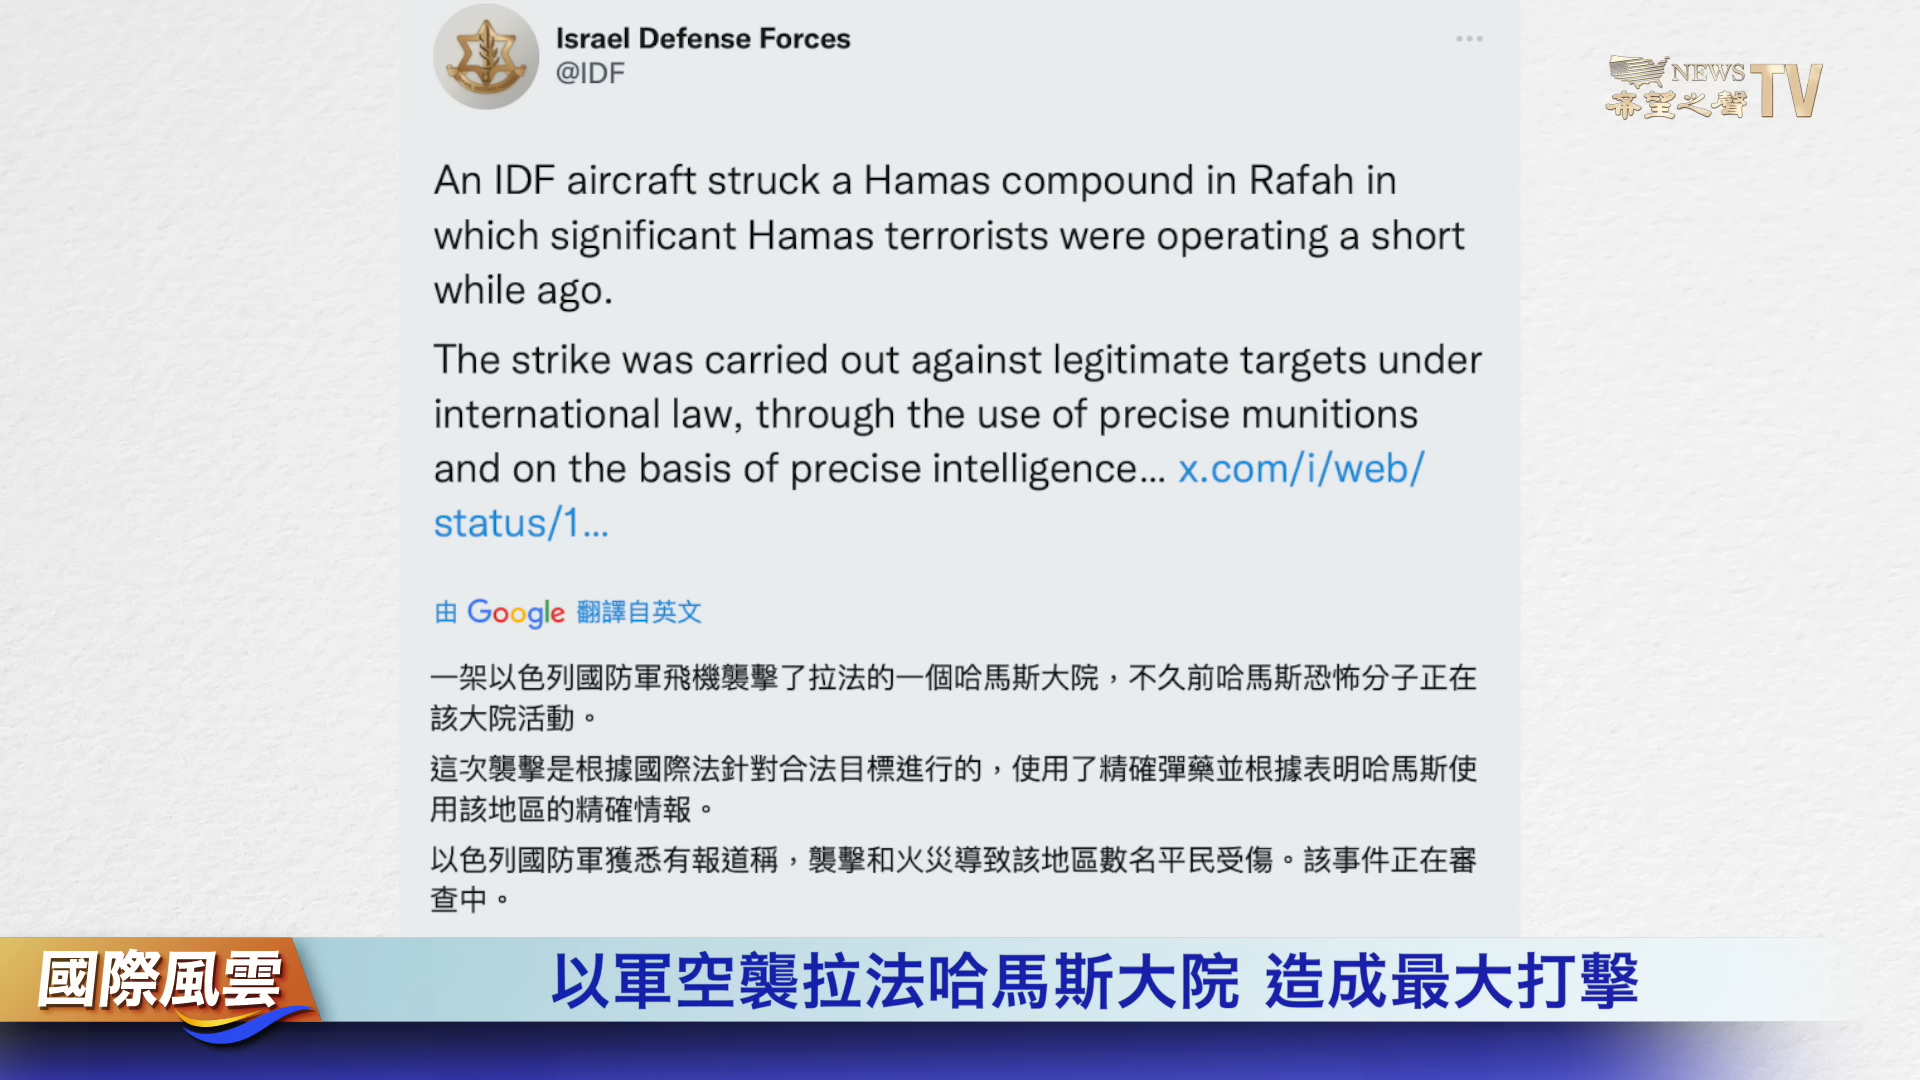 Israel Defense Forces
@IDF
NEWS
希望之聲TV
An IDF aircraft struck a Hamas compound in Rafah in
which significant Hamas terrorists were operating a short
while ago.
The strike was carried out against legitimate targets under
international law, through the use of precise munitions
and on the basis of precise intelligence... x.com/i/web/
status/1...
由 Google 翻譯自英文
一架以色列國防軍飛機襲擊了拉法的一個哈馬斯大院，不久前哈馬斯恐怖分子正在
該大院活動。
這次襲擊是根據國際法針對合法目標進行的，使用了精確彈藥並根據表明哈馬斯使
用該地區的精確情報。
以色列國防軍獲悉有報道稱，襲擊和火災導致該地區數名平民受傷。該事件正在審
查中。
國際風雲
以軍空襲拉法哈馬斯大院 造成最大打擊